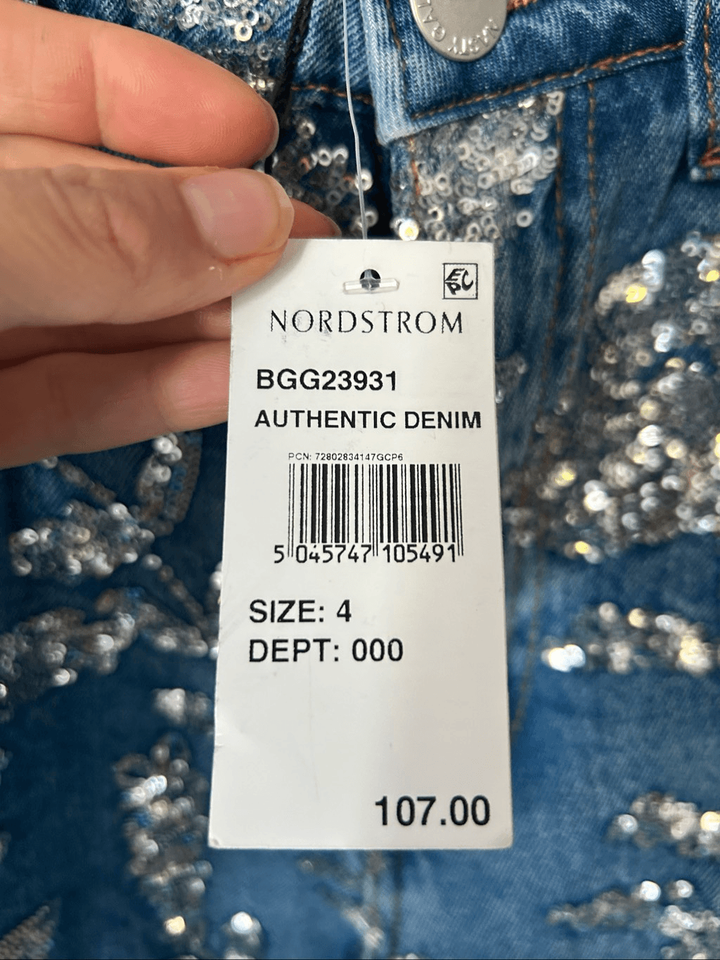 NORDSTROM
BGG23931
AUTHENTIC DENIM
PCN: 72802834147GCP6
5 045747 105491
SIZE: 4
DEPT: 000
107.00